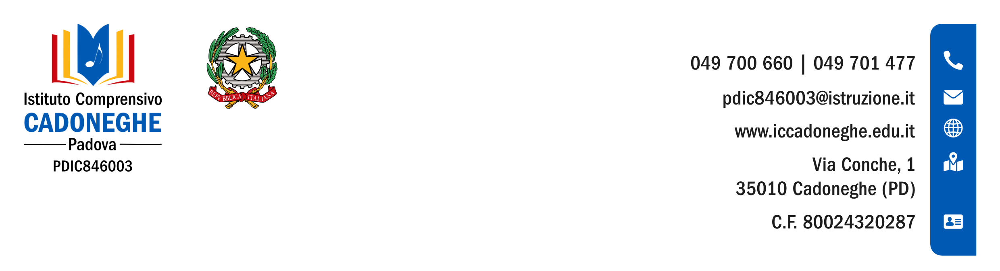 Istituto Comprensivo
CADONEGHE
Padova
PDIC846003
REPVBBLICA ITALIANA
049 700 660 | 049 701 477
pdic846003@istruzione.it
www.iccadoneghe.edu.it
Via Conche, 1
35010 Cadoneghe (PD)
C.F. 80024320287